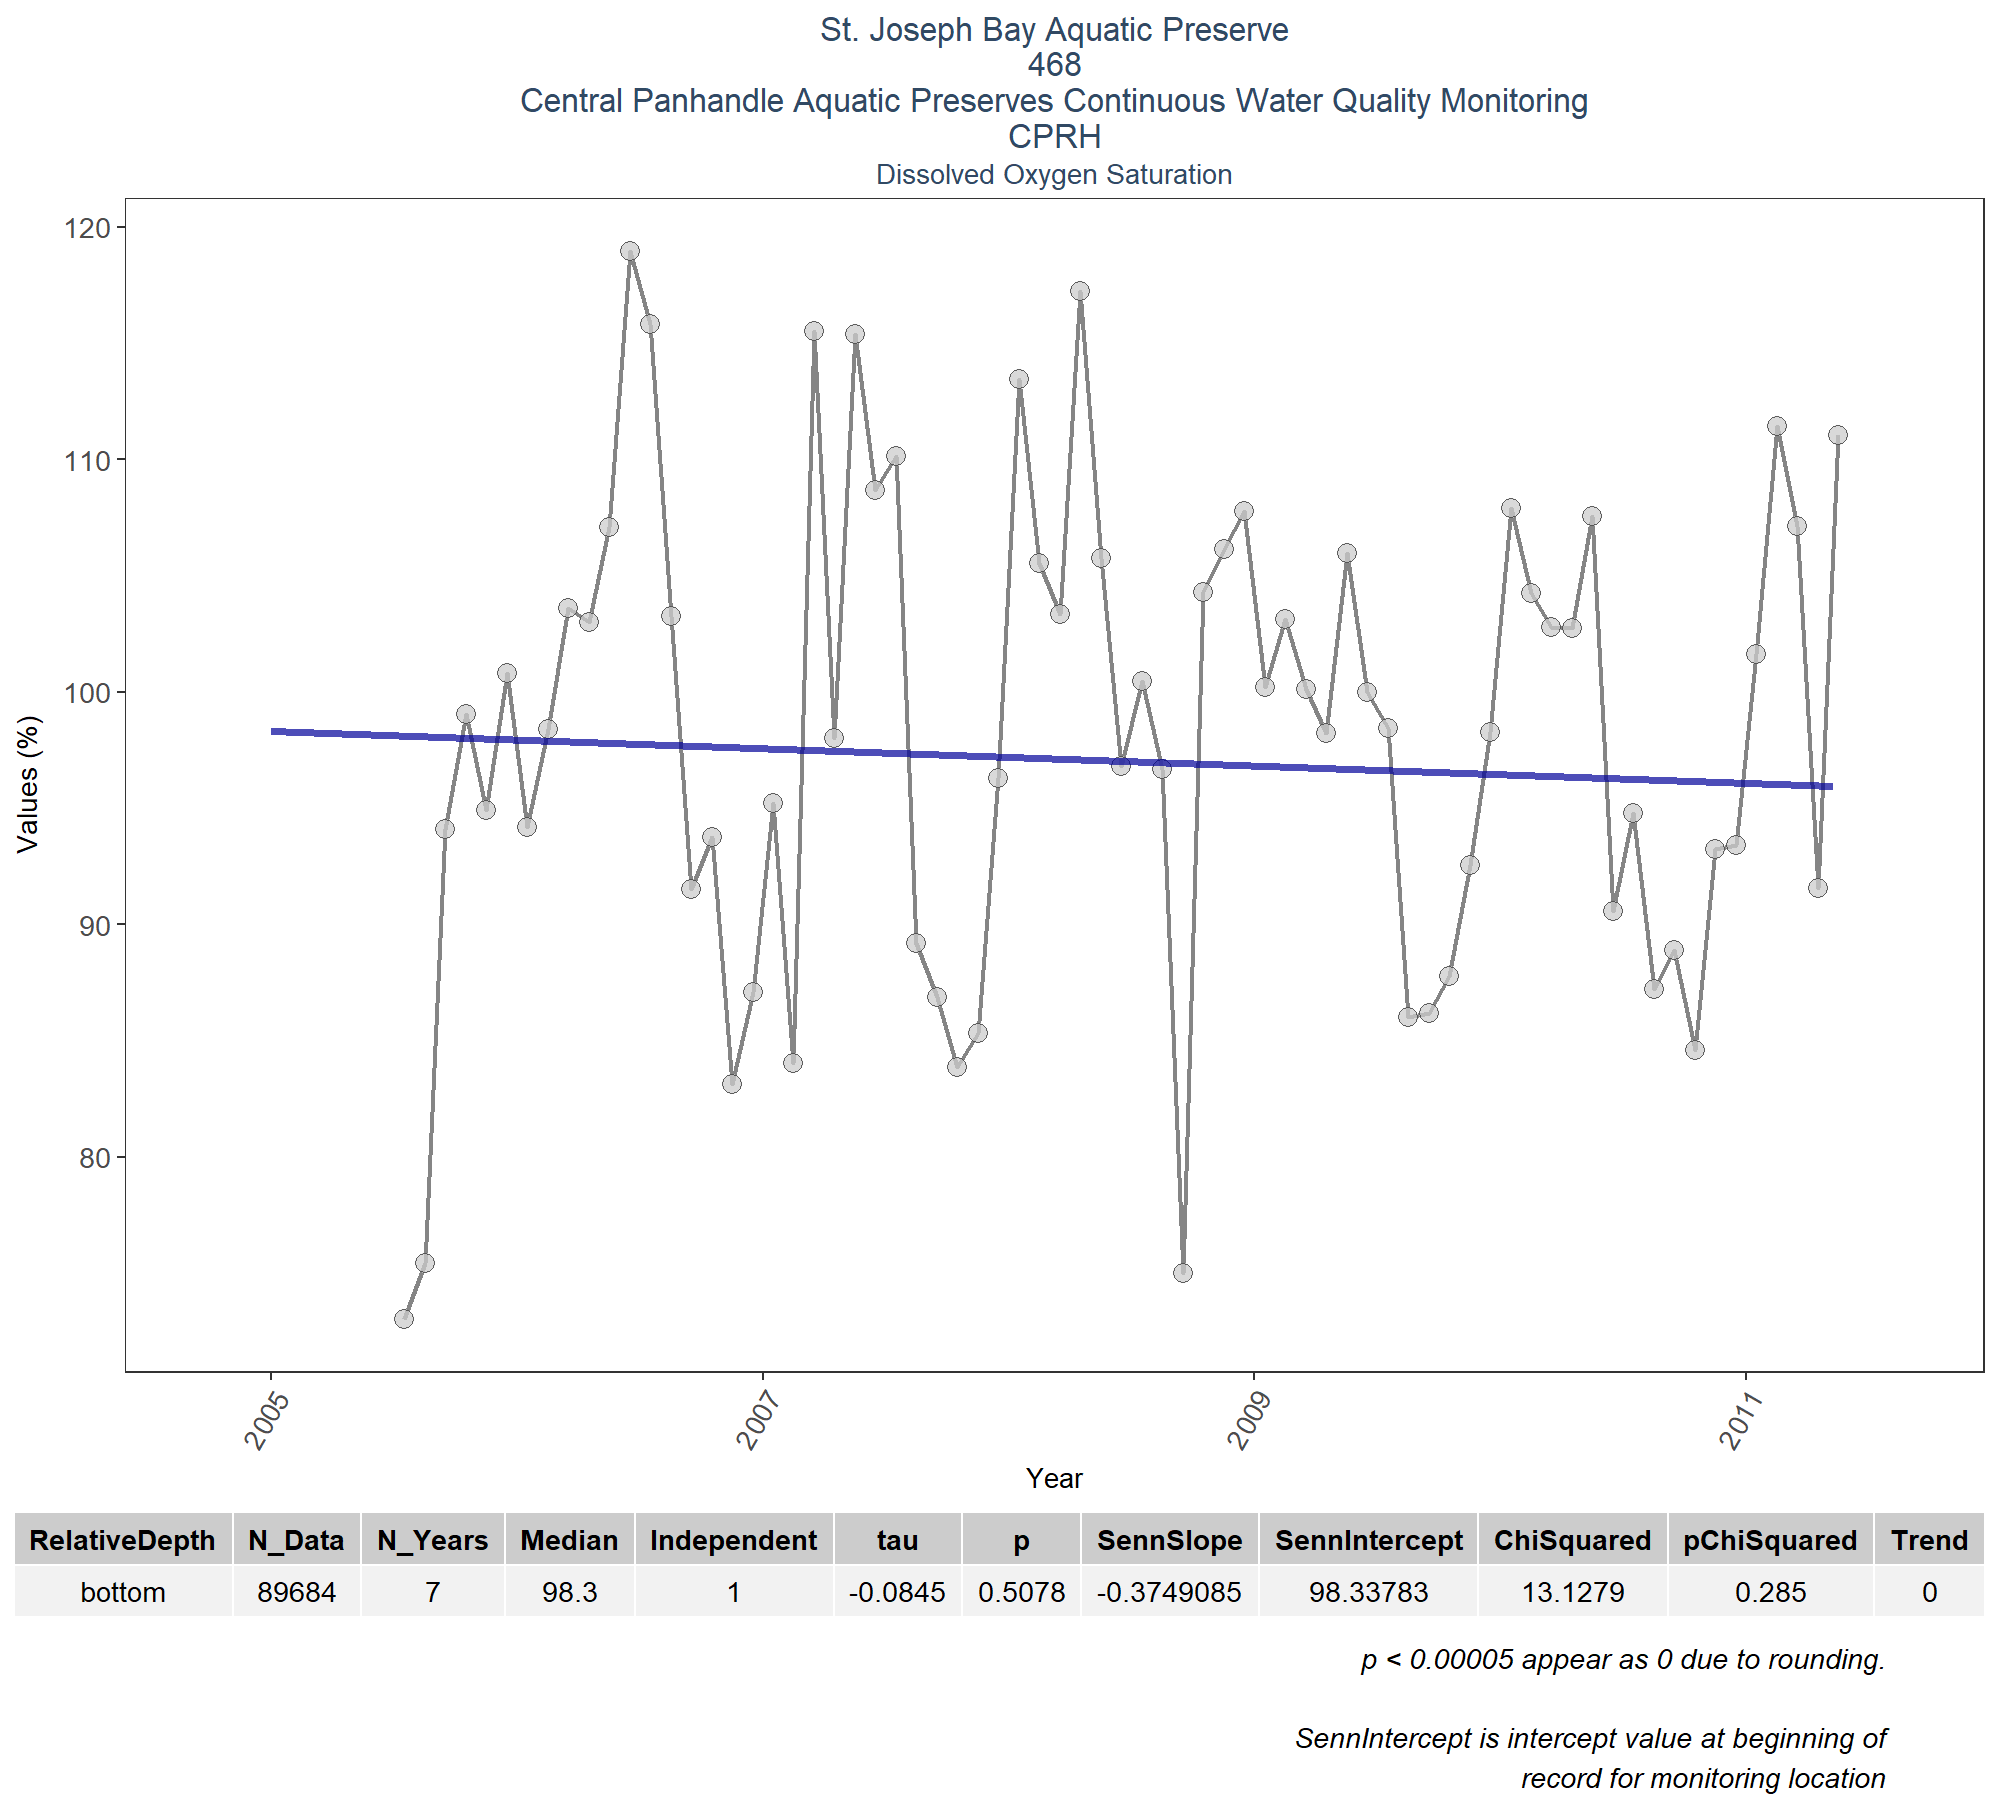 St. Joseph Bay Aquatic Preserve
468
Central Panhandle Aquatic Preserves Continuous Water Quality Monitoring
CPRH
Dissolved Oxygen Saturation
120
110
100
90
80
Values (%)
2005 2007 2009 2011
Year
RelativeDepth N_Data N_Years Median Independent tau p SennSlope SennIntercept ChiSquared pChiSquared Trend
bottom 89684 7 98.3 1 -0.0845 0.5078 -0.3749085 98.33783 13.1279 0.285 0
p < 0.00005 appear as 0 due to rounding.
SennIntercept is intercept value at beginning of
record for monitoring location